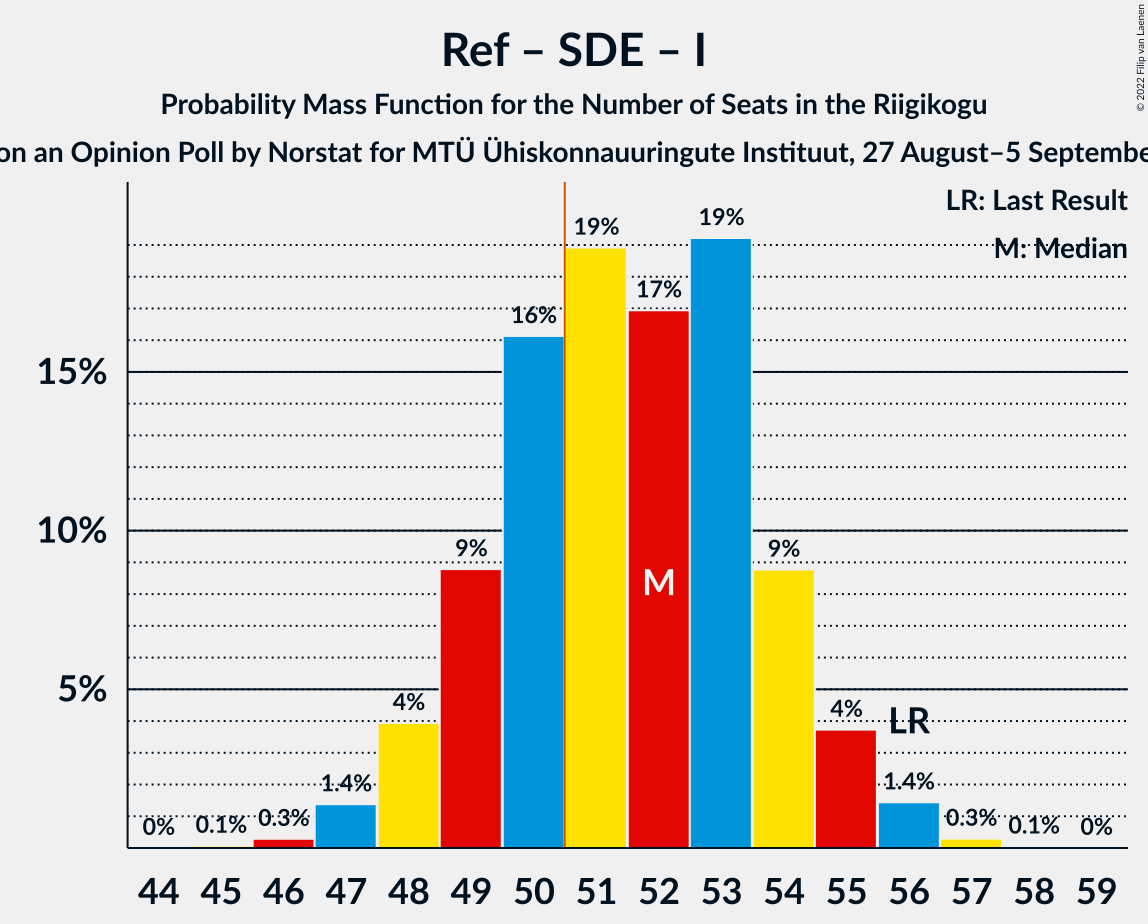 © 2022 Filip van Laenen
Ref – SDE – I
Probability Mass Function for the Number of Seats in the Riigikogu
on an Opinion Poll by Norstat for MTÜ Ühiskonnauuringute Instituut, 27 August–5 Septembe
LR: Last Result
M: Median
19% 19%
17%
16%
15%
10%
9% 9%
M
5%
4% 4% LR
1.4% 1.4%
0% 0.1% 0.3% 0.3% 0.1% 0%
44 45 46 47 48 49 50 51 52 53 54 55 56 57 58 59